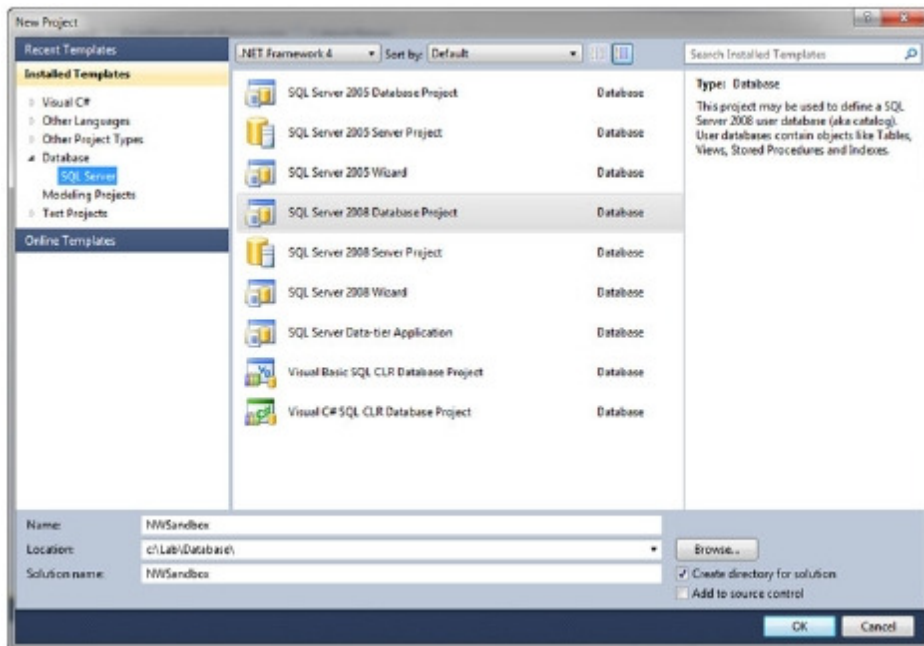 New Project
Recent Templates
Installed Templates
Visual C#
Other Languages
Other Project Types
Database
SQL Server
Modeling Projects
Test Projects
Online Templates
.NET Framework 4
Sort by: Default
SQL Server 2005 Database Project Database
SQL Server 2005 Server Project Database
SQL Server 2005 Wizard Database
SQL Server 2008 Database Project Database
SQL Server 2008 Server Project Database
SQL Server 2008 Wizard Database
SQL Server Data-tier Application Database
Visual Basic SQL CLR Database Project Database
Visual C# SQL CLR Database Project Database
Search Installed Templates
Type: Database
This project may be used to define a SQL
Server 2008 user database (aka catalog).
User databases contain objects like Tables,
Views, Stored Procedures and Indexes.
Name: NWSandbox
Location: c:\Lab\Database\
Browse...
Solution name: NWSandbox
Create directory for solution
Add to source control
OK Cancel